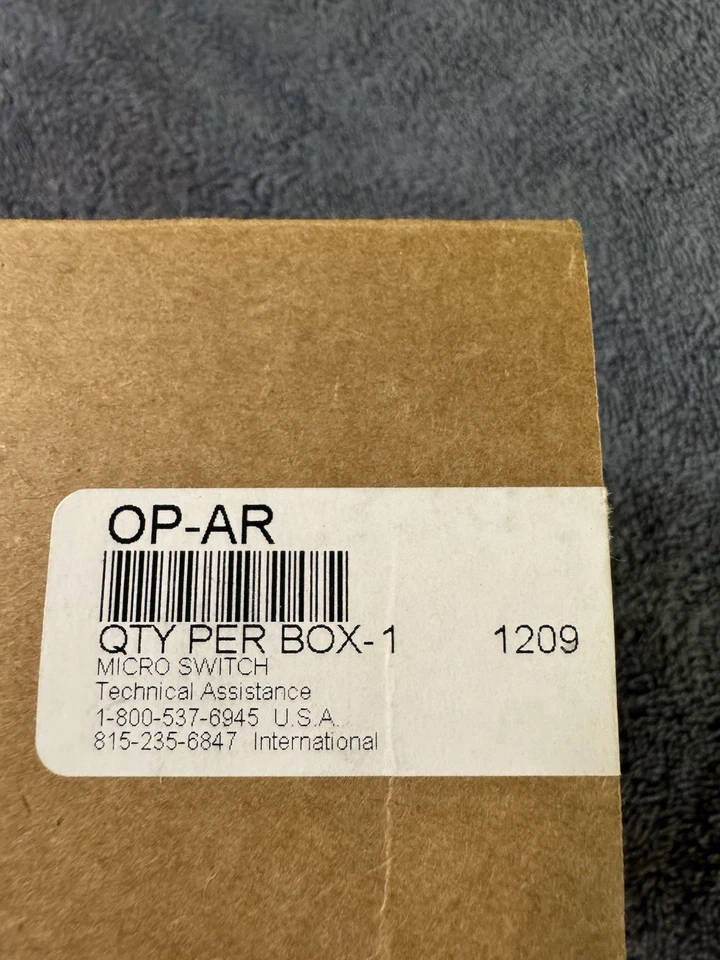 OP-AR
QTY PER BOX-1 1209
MICRO SWITCH
Technical Assistance
1-800-537-6945 U.S.A.
815-235-6847 International